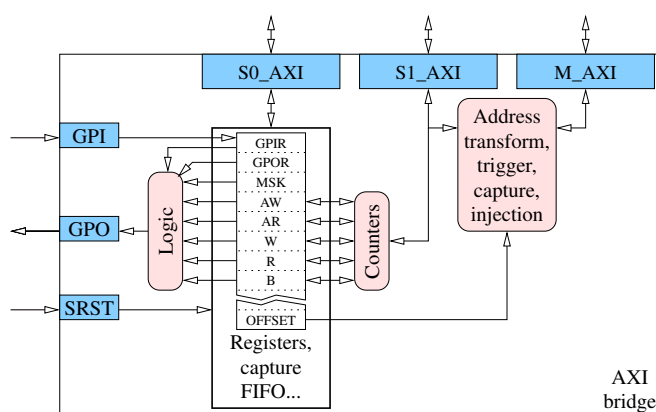 S0_AXI
S1_AXI
M_AXI
GPI
GPO
SRST
Logic
GPIR
GPOR
MSK
AW
AR
W
R
B
OFFSET
Registers,
capture
FIFO...
Counters
Address
transform,
trigger,
capture,
injection
AXI
bridge